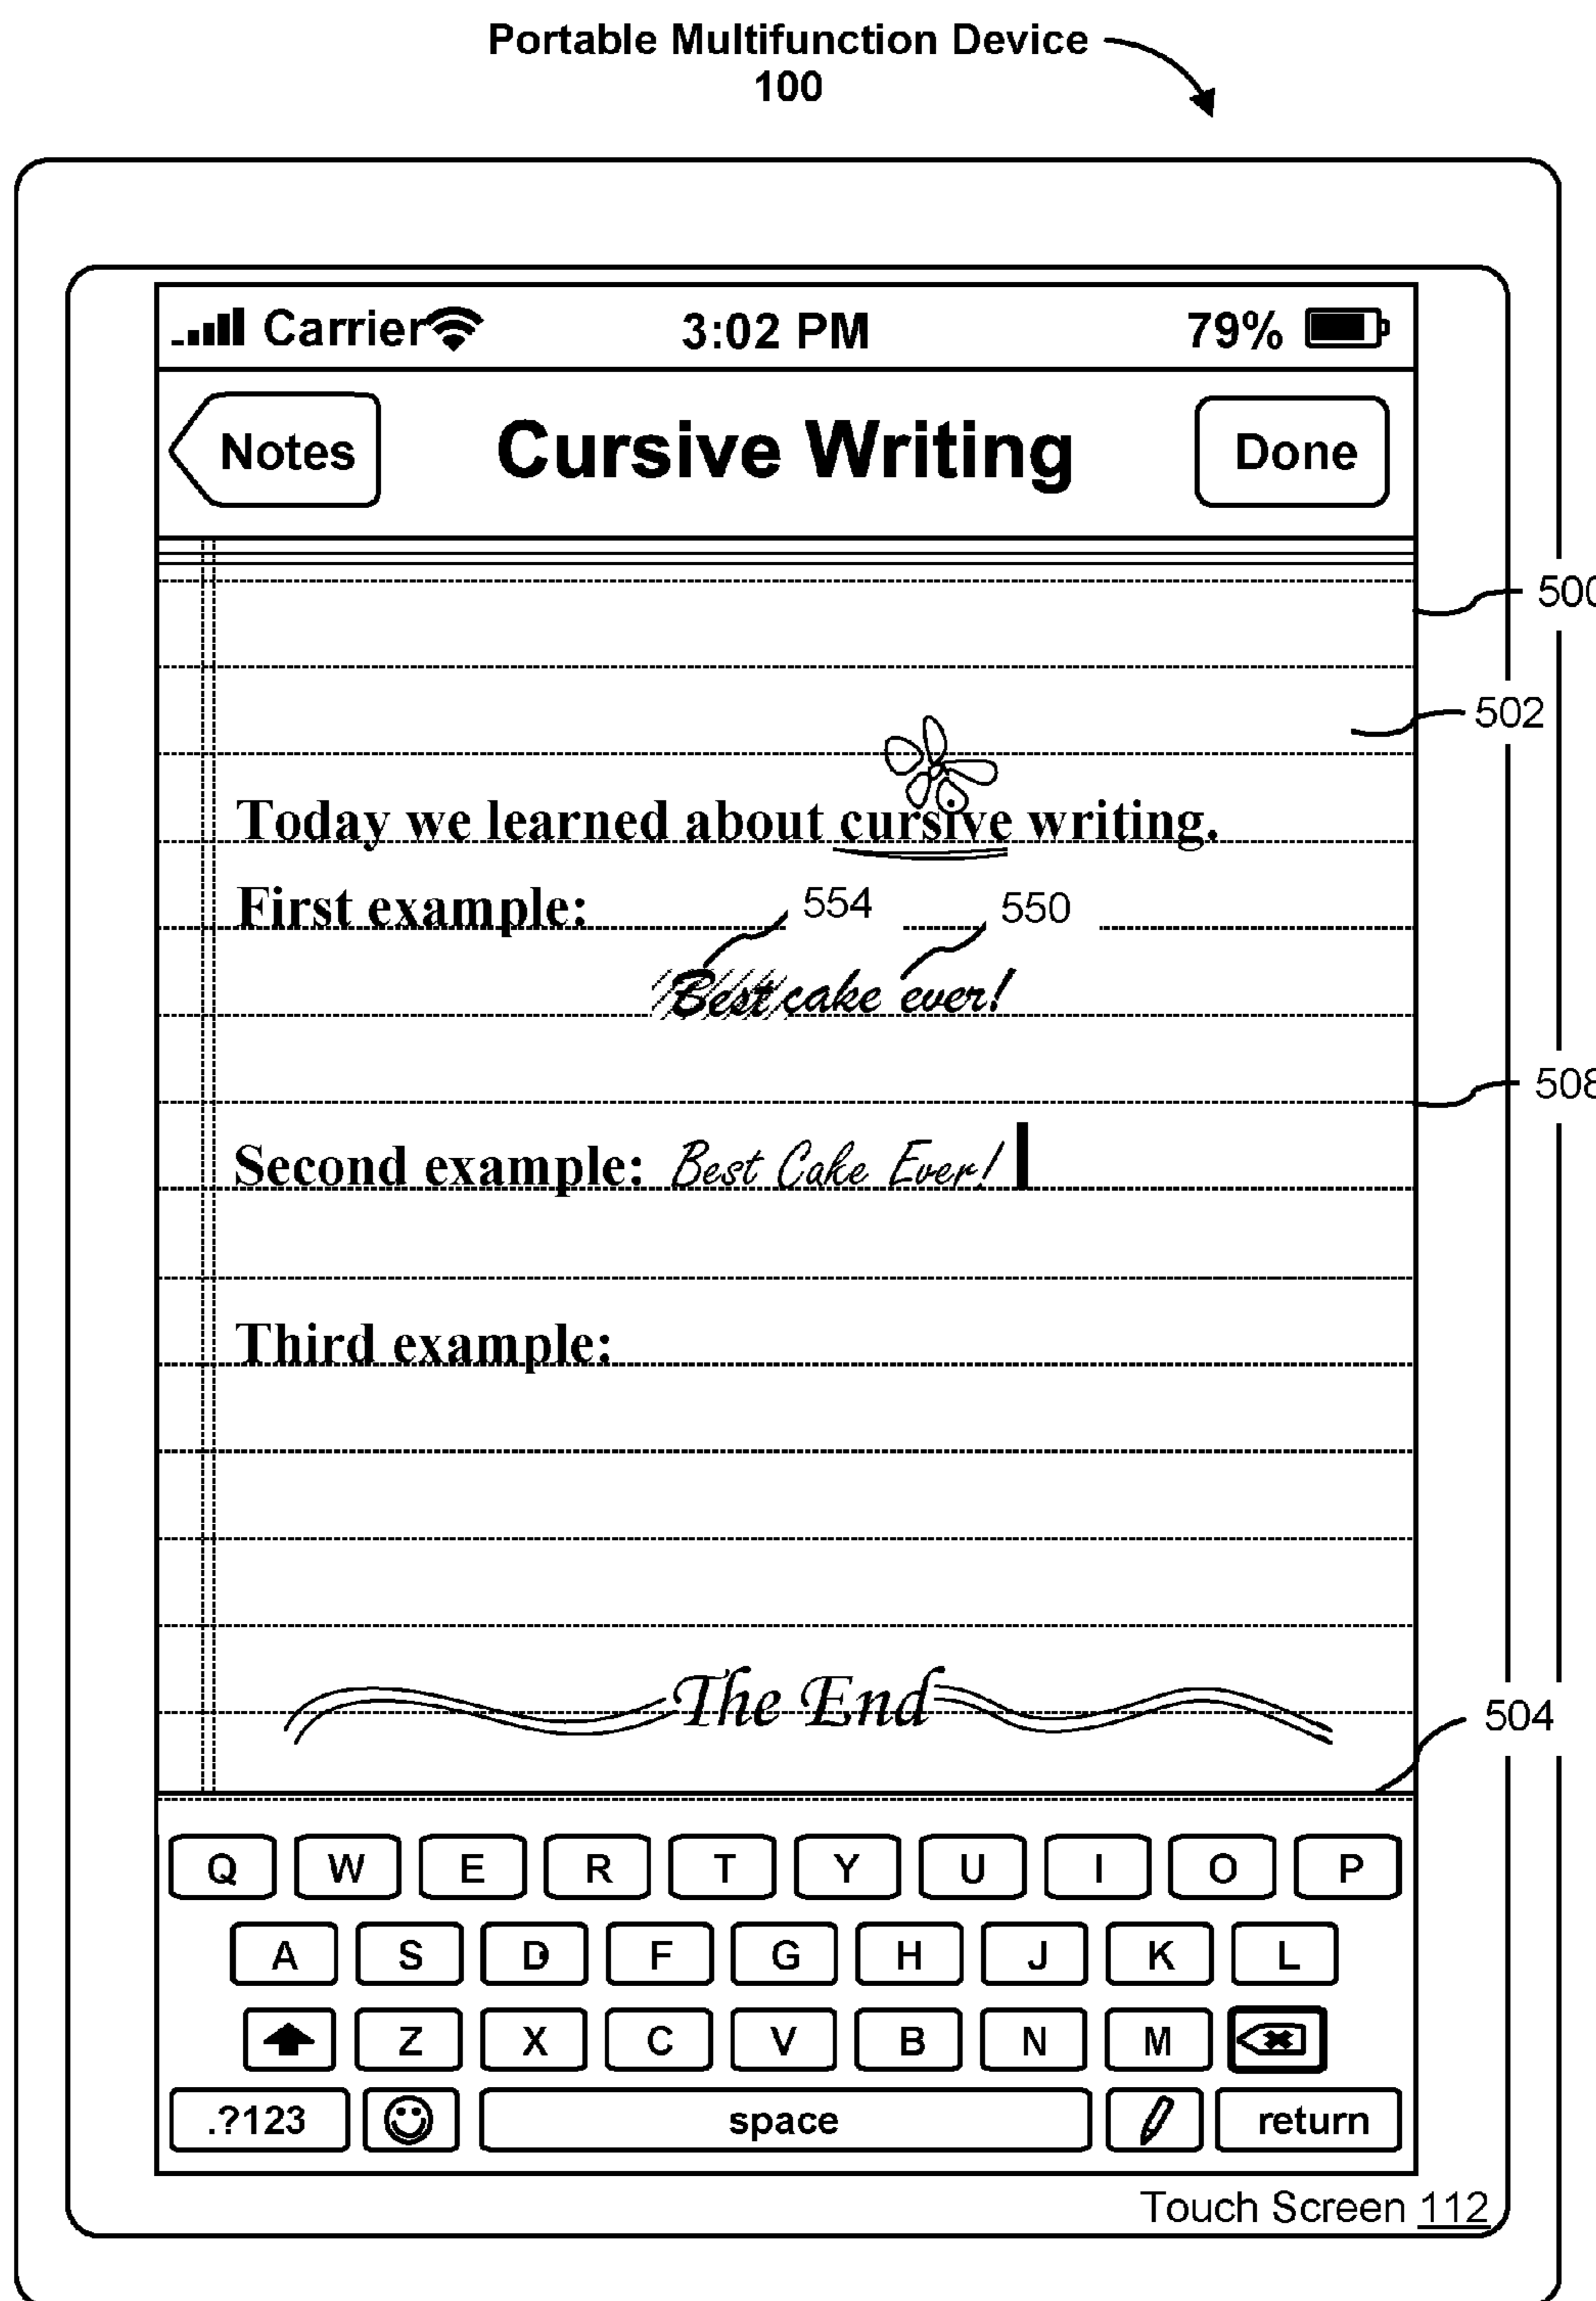 Portable Multifunction Device
100
Carrier 3:02 PM 79%
Notes Cursive Writing Done
500
502
Today we learned about cursive writing.
First example: 554 550
Best cake ever!
508
Second example: Best Cake Ever!
Third example:
The End
504
Q W E R T Y U I O P
A S D F G H J K L
Z X C V B N M
.?123 space return
Touch Screen 112